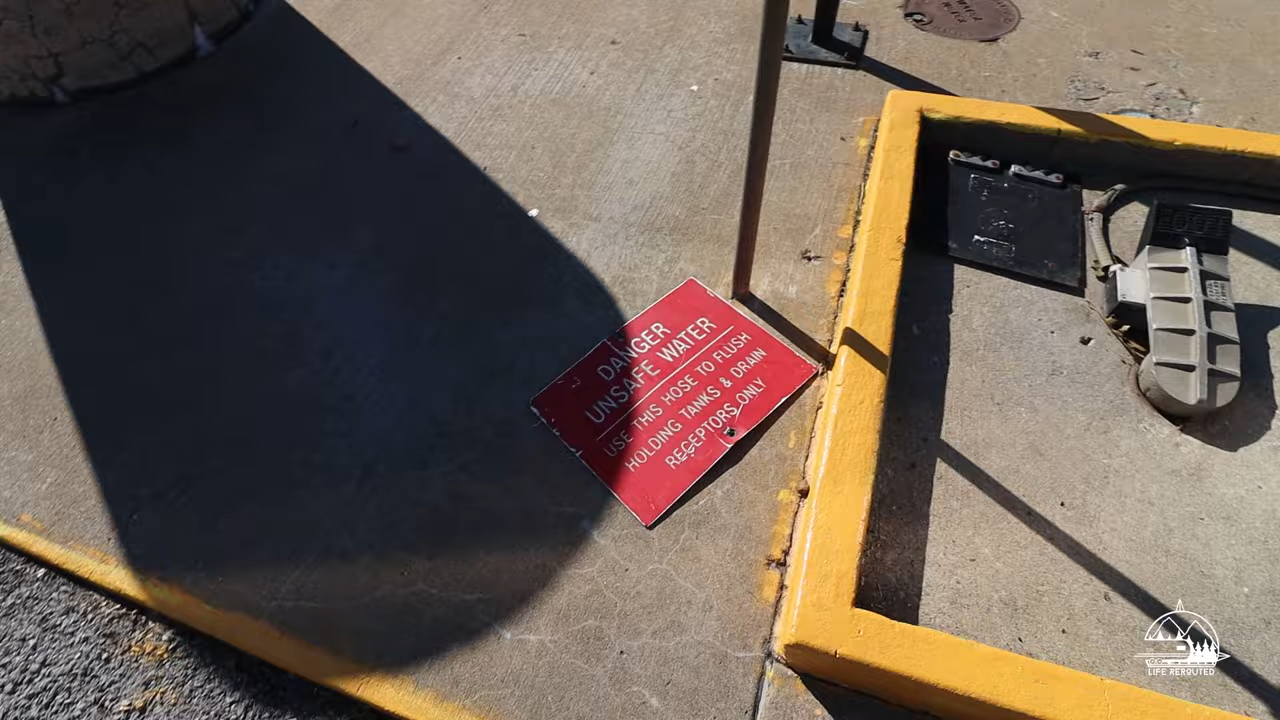 DANGER
UNSAFE WATER
USE THIS HOSE TO FLUSH
HOLDING TANKS & DRAIN
RECEPTORS ONLY
LIFE REROUTED